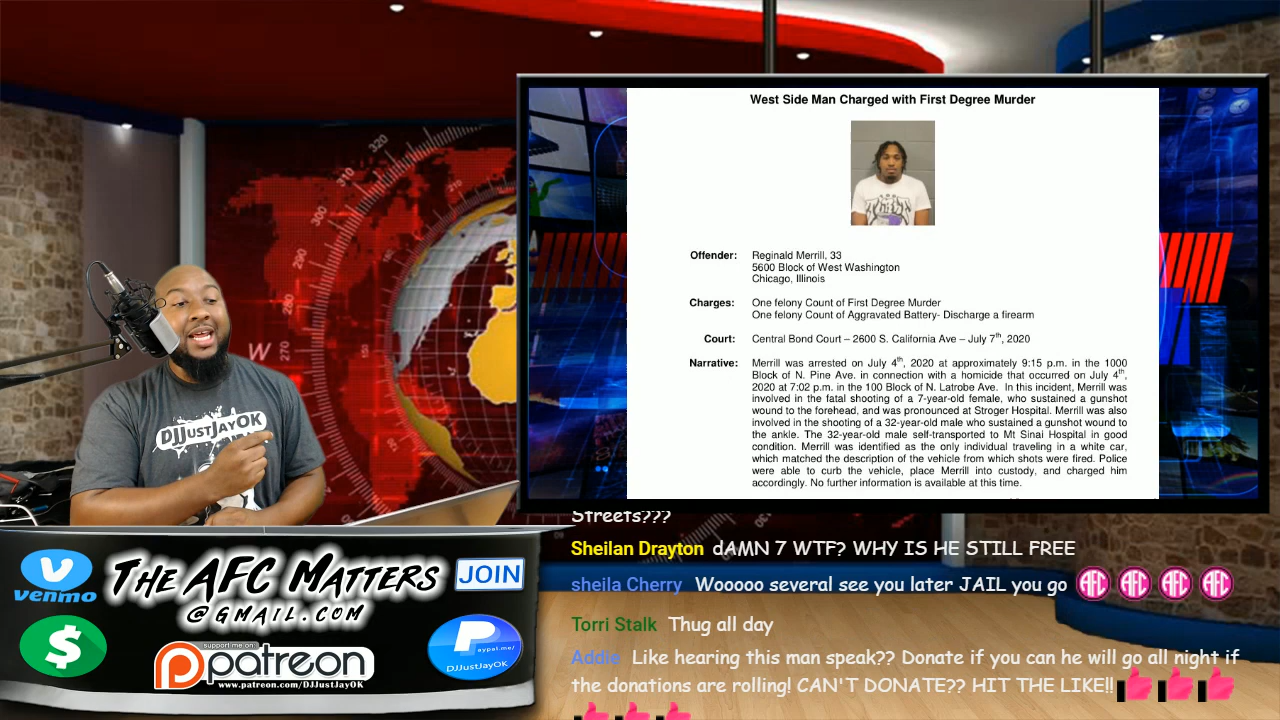 West Side Man Charged with First Degree Murder
Offender: Reginald Merrill, 33
5600 Block of West Washington
Chicago, Illinois
Charges: One felony Count of First Degree Murder
One felony Count of Aggravated Battery- Discharge a firearm
Court: Central Bond Court – 2600 S. California Ave – July 7th, 2020
Narrative: Merrill was arrested on July 4th, 2020 at approximately 9:15 p.m. in the 1000
Block of N. Pine Ave. in connection with a homicide that occurred on July 4th,
2020 at 7:02 p.m. in the 100 Block of N. Latrobe Ave. In this incident, Merrill was
involved in the fatal shooting of a 7-year-old female, who sustained a gunshot
wound to the forehead, and was pronounced at Stroger Hospital. Merrill was also
involved in the shooting of a 32-year-old male who sustained a gunshot wound to
the ankle. The 32-year-old male self-transported to Mt Sinai Hospital in good
condition. Merrill was identified as the only individual traveling in a white car,
which matched the description of the vehicle from which shots were fired. Police
were able to curb the vehicle, place Merrill into custody, and charged him
accordingly. No further information is available at this time.
320
310
300
290
280
W 270
DJJustJayOK
Streets???
Sheilan Drayton dAMN 7 WTF? WHY IS HE STILL FREE
sheila Cherry Wooooo several see you later JAIL you go AFC AFC AFC AFC
Torri Stalk Thug all day
Addie Like hearing this man speak?? Donate if you can he will go all night if
the donations are rolling! CAN'T DONATE?? HIT THE LIKE!!
venmo
The AFC Matters
@gmail.com
JOIN
$
support me on
patreon
www.patreon.com/DJJustJayOK
Paypal.me/
DJJustJayOK